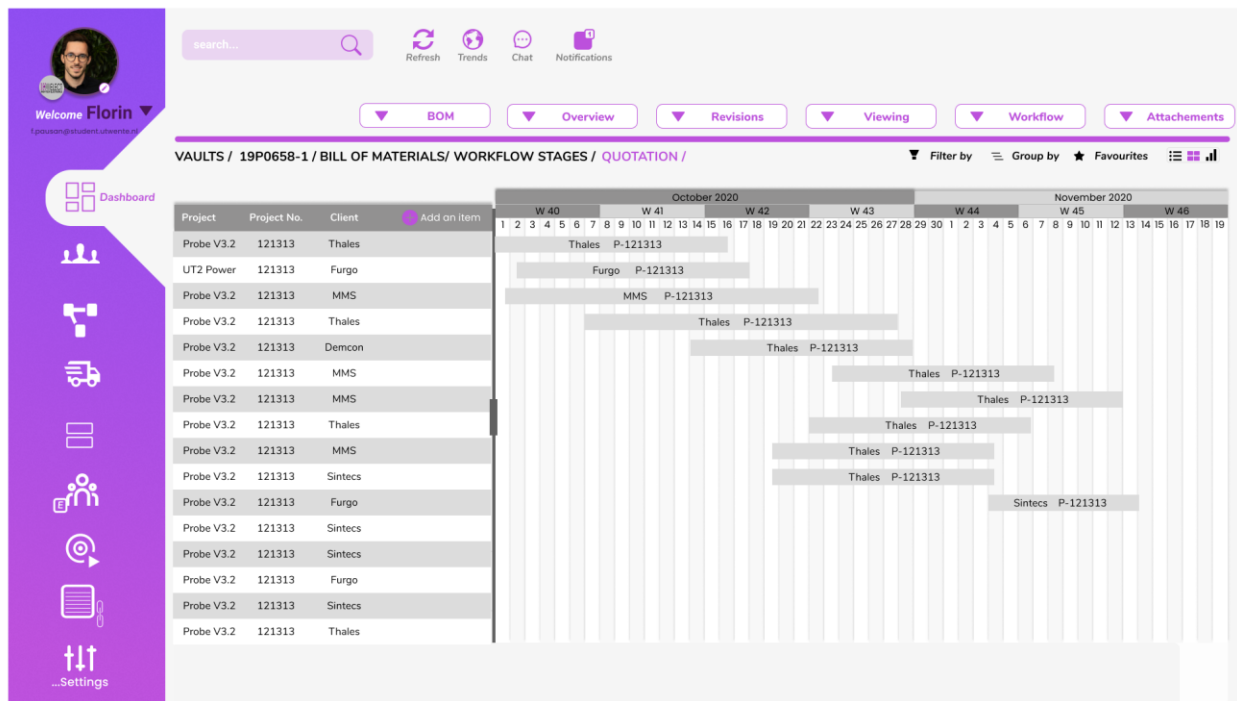 search...
Refresh Trends Chat Notifications
Welcome Florin
f.pausan@student.utwente.nl
BOM Overview Revisions Viewing Workflow Attachements
VAULTS / 19P0658-1 / BILL OF MATERIALS/ WORKFLOW STAGES / QUOTATION /
Filter by Group by Favourites
Dashboard
October 2020 November 2020
Project Project No. Client Add an item
W 40 W 41 W 42 W 43 W 44 W 45 W 46
1 2 3 4 5 6 7 8 9 10 11 12 13 14 15 16 17 18 19 20 21 22 23 24 25 26 27 28 29 30 1 2 3 4 5 6 7 8 9 10 11 12 13 14 15 16 17 18 19
Probe V3.2 121313 Thales Thales P-121313
UT2 Power 121313 Furgo Furgo P-121313
Probe V3.2 121313 MMS MMS P-121313
Probe V3.2 121313 Thales Thales P-121313
Probe V3.2 121313 Demcon Thales P-121313
Probe V3.2 121313 MMS Thales P-121313
Probe V3.2 121313 MMS Thales P-121313
Probe V3.2 121313 Thales Thales P-121313
Probe V3.2 121313 MMS Thales P-121313
Probe V3.2 121313 Sintecs Thales P-121313
Probe V3.2 121313 Furgo Sintecs P-121313
Probe V3.2 121313 Sintecs
Probe V3.2 121313 Sintecs
Probe V3.2 121313 Furgo
Probe V3.2 121313 Sintecs
Probe V3.2 121313 Thales
E
...Settings